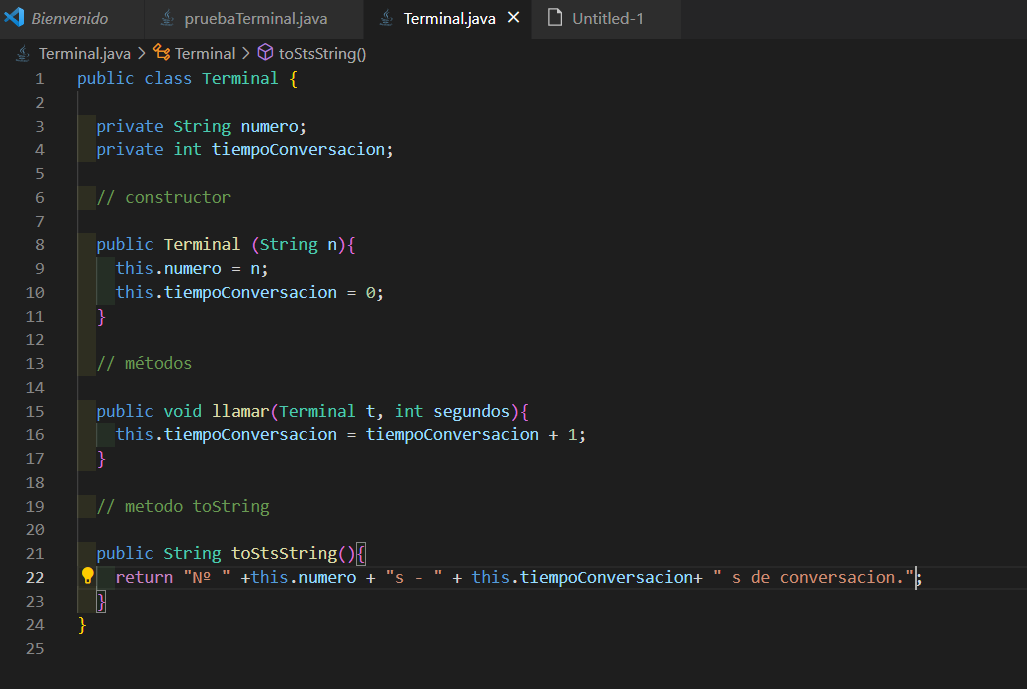 Bienvenido pruebaTerminal.java Terminal.java × Untitled-1
Terminal.java > Terminal > toStsString()
1 public class Terminal {
2
3 private String numero;
4 private int tiempoConversacion;
5
6 // constructor
7
8 public Terminal (String n){
9 this.numero = n;
10 this.tiempoConversacion = 0;
11 }
12
13 // métodos
14
15 public void llamar(Terminal t, int segundos){
16 this.tiempoConversacion = tiempoConversacion + 1;
17 }
18
19 // metodo toString
20
21 public String toStsString(){
22 return "Nº " +this.numero + "s - " + this.tiempoConversacion+ " s de conversacion.";
23 }
24 }
25